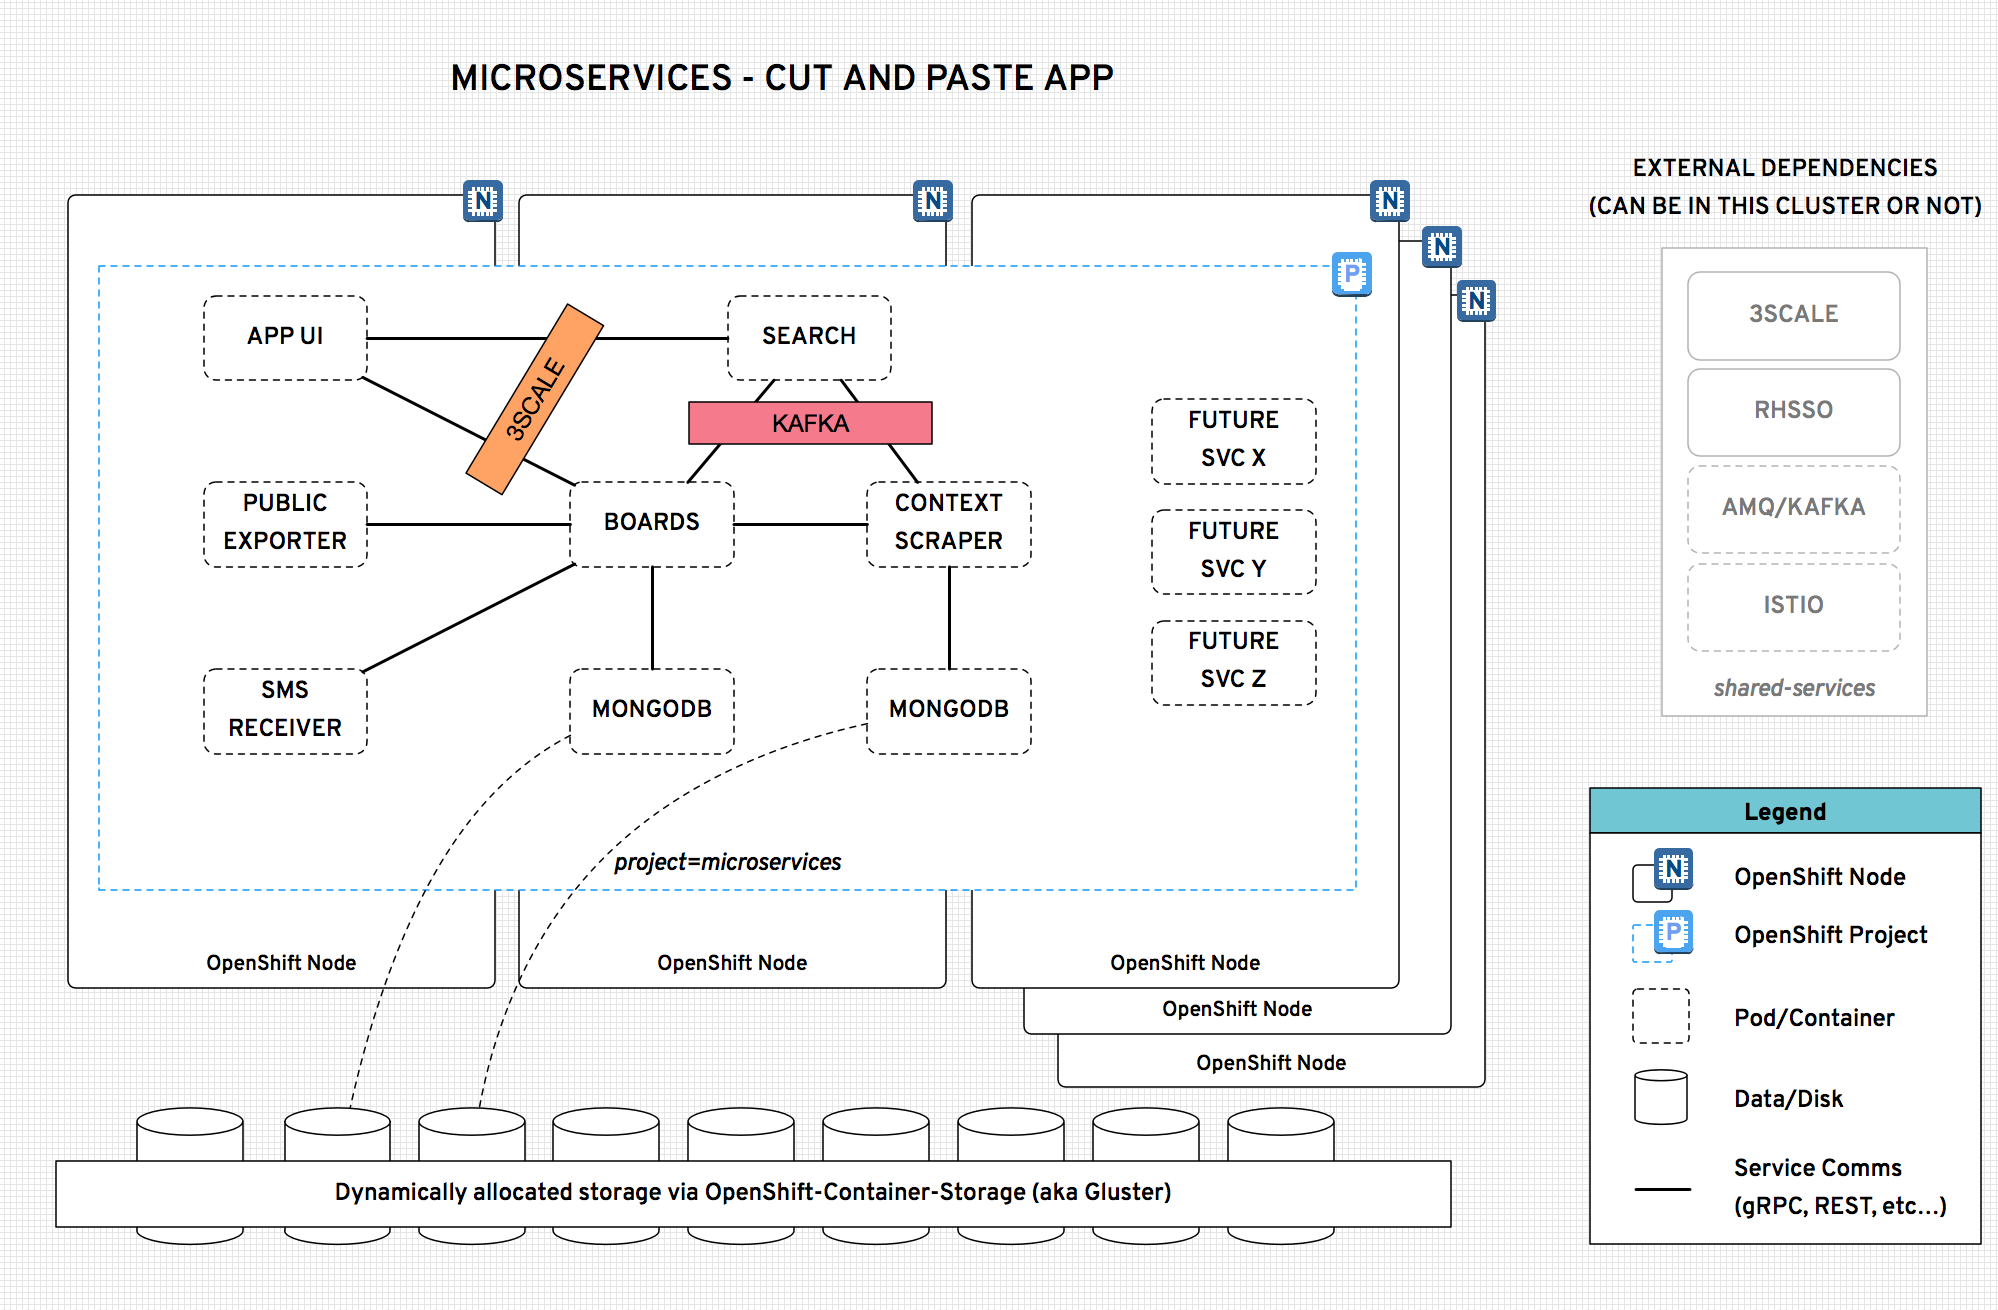 MICROSERVICES - CUT AND PASTE APP
N
N
N
N
N
P
APP UI
3SCALE
SEARCH
KAFKA
PUBLIC
EXPORTER
BOARDS
CONTEXT
SCRAPER
SMS
RECEIVER
MONGODB
MONGODB
FUTURE
SVC X
FUTURE
SVC Y
FUTURE
SVC Z
project=microservices
OpenShift Node
OpenShift Node
OpenShift Node
OpenShift Node
OpenShift Node
Dynamically allocated storage via OpenShift-Container-Storage (aka Gluster)
EXTERNAL DEPENDENCIES
(CAN BE IN THIS CLUSTER OR NOT)
3SCALE
RHSSO
AMQ/KAFKA
ISTIO
shared-services
Legend
N
OpenShift Node
P
OpenShift Project
Pod/Container
Data/Disk
Service Comms
(gRPC, REST, etc...)